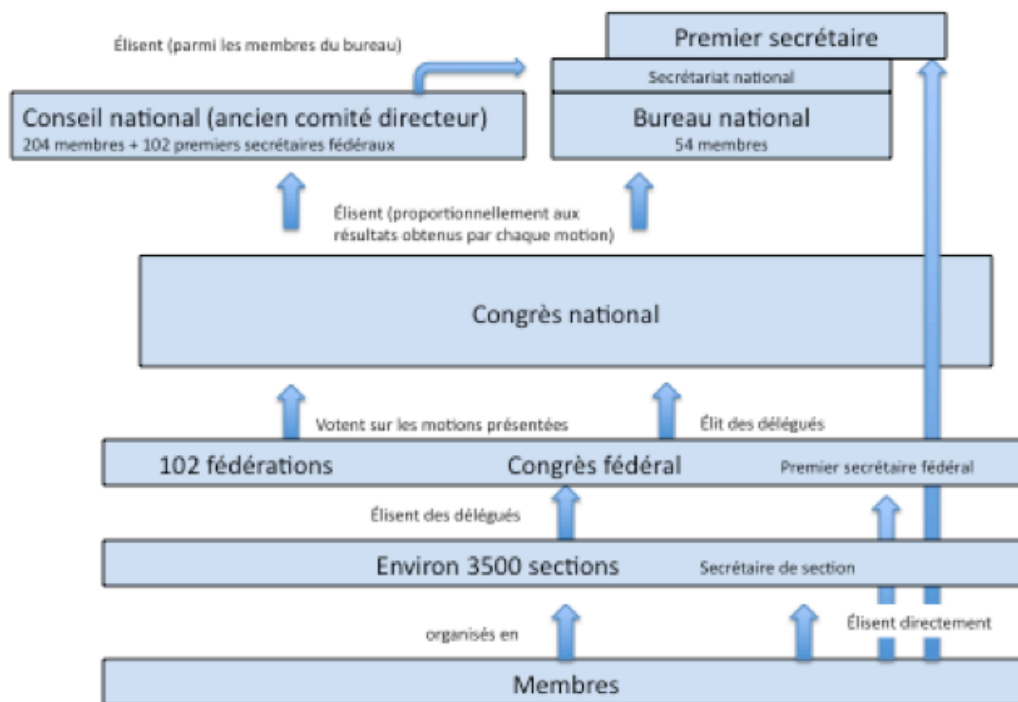 Premier secrétaire
Élisent (parmi les membres du bureau)
Secrétariat national
Conseil national (ancien comité directeur)
204 membres + 102 premiers secrétaires fédéraux
Bureau national
54 membres
Élisent (proportionnellement aux
résultats obtenus par chaque motion)
Congrès national
Votent sur les motions présentées
Élit des délégués
102 fédérations
Congrès fédéral
Premier secrétaire fédéral
Élisent des délégués
Environ 3500 sections
Secrétaire de section
organisés en
Élisent directement
Membres